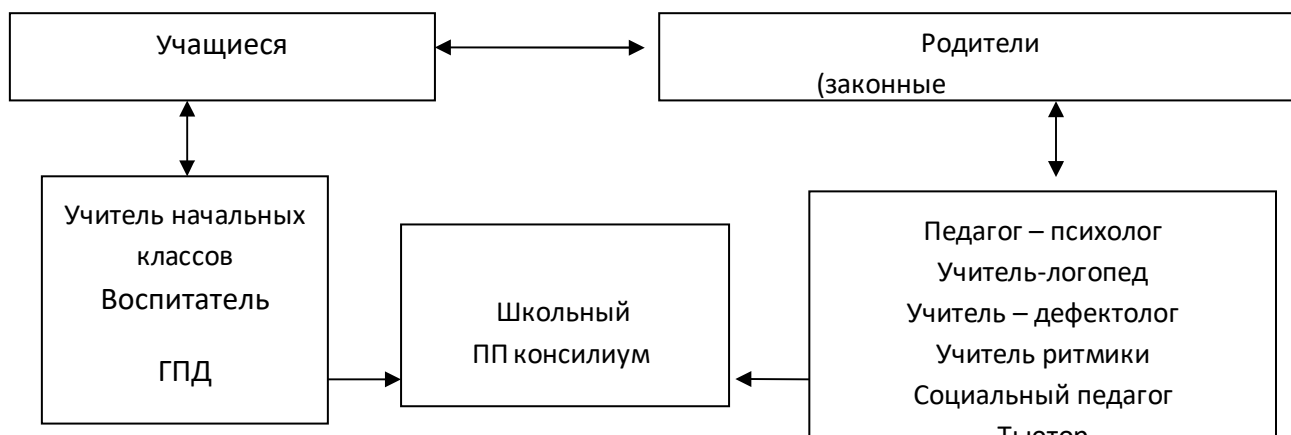 Учащиеся
Родители
(законные
Учитель начальных
классов
Воспитатель
ГПД
Школьный
ПП консилиум
Педагог – психолог
Учитель-логопед
Учитель – дефектолог
Учитель ритмики
Социальный педагог
Тьютор